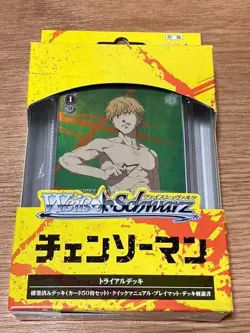 Weiß Schwarz
ヴァイスシュヴァルツ
チェンソーマン
トライアルデッキ
構築済みデッキ(カード50枚セット)・クイックマニュアル・プレイマット・デッキ解説書